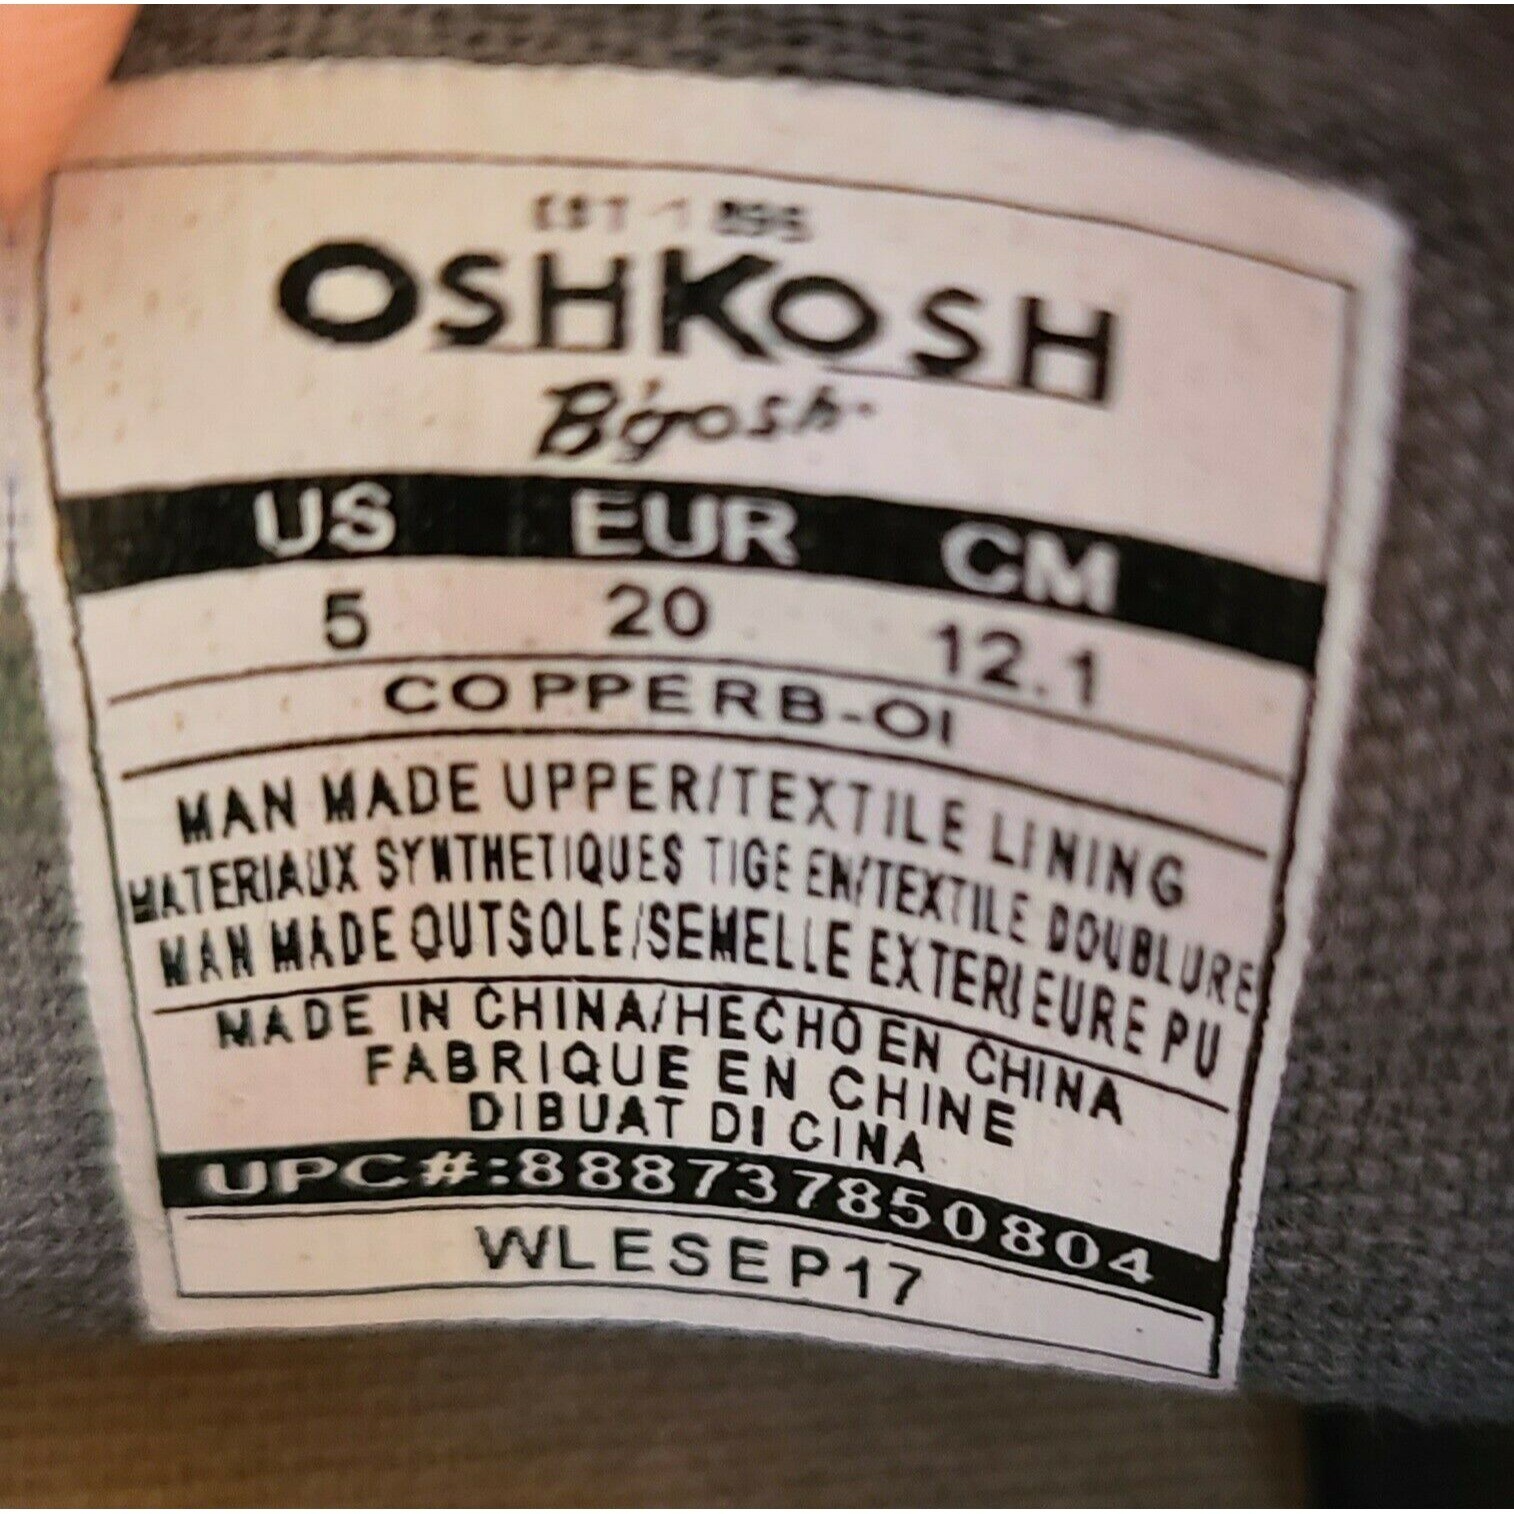 EST 1895
OSHKOSH
B'gosh
US EUR CM
5 20 12.1
COPPERB-OI
MAN MADE UPPER/TEXTILE LINING
MATERIAUX SYNTHETIQUES TIGE EN/TEXTILE DOUBLURE
MAN MADE OUTSOLE/SEMELLE EXTERIEURE PU
MADE IN CHINA/HECHO EN CHINA
FABRIQUE EN CHINE
DIBUAT DI CINA
UPC#:888737850804
WLESEP17